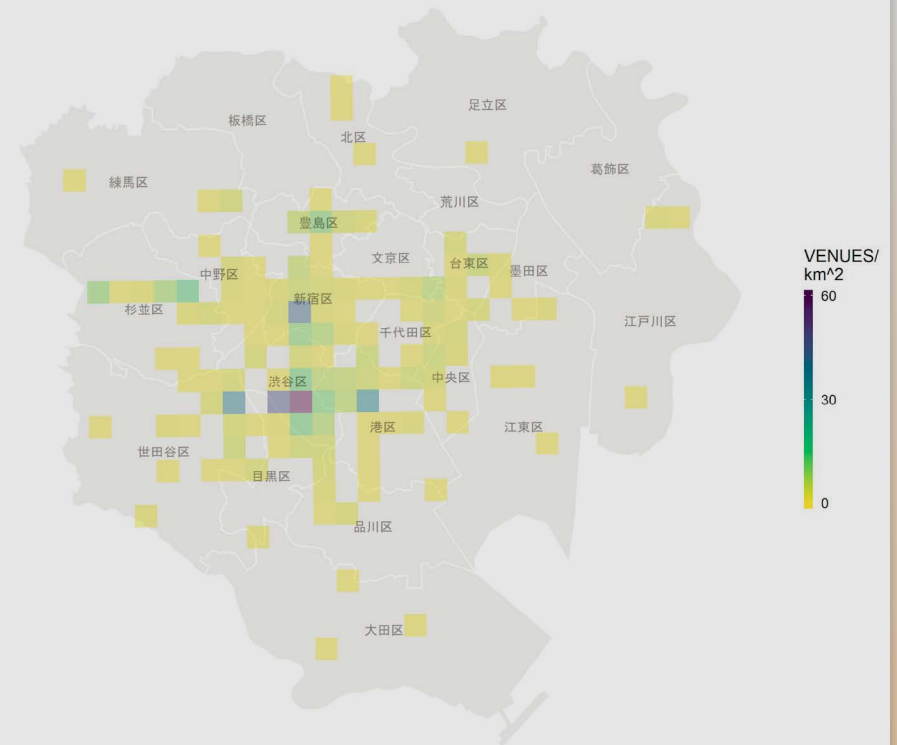 足立区
板橋区
北区
葛飾区
練馬区
荒川区
豊島区
文京区
台東区
墨田区
中野区
VENUES/
km^2
60
新宿区
杉並区
江戸川区
千代田区
渋谷区
中央区
30
港区
江東区
世田谷区
目黒区
0
品川区
大田区